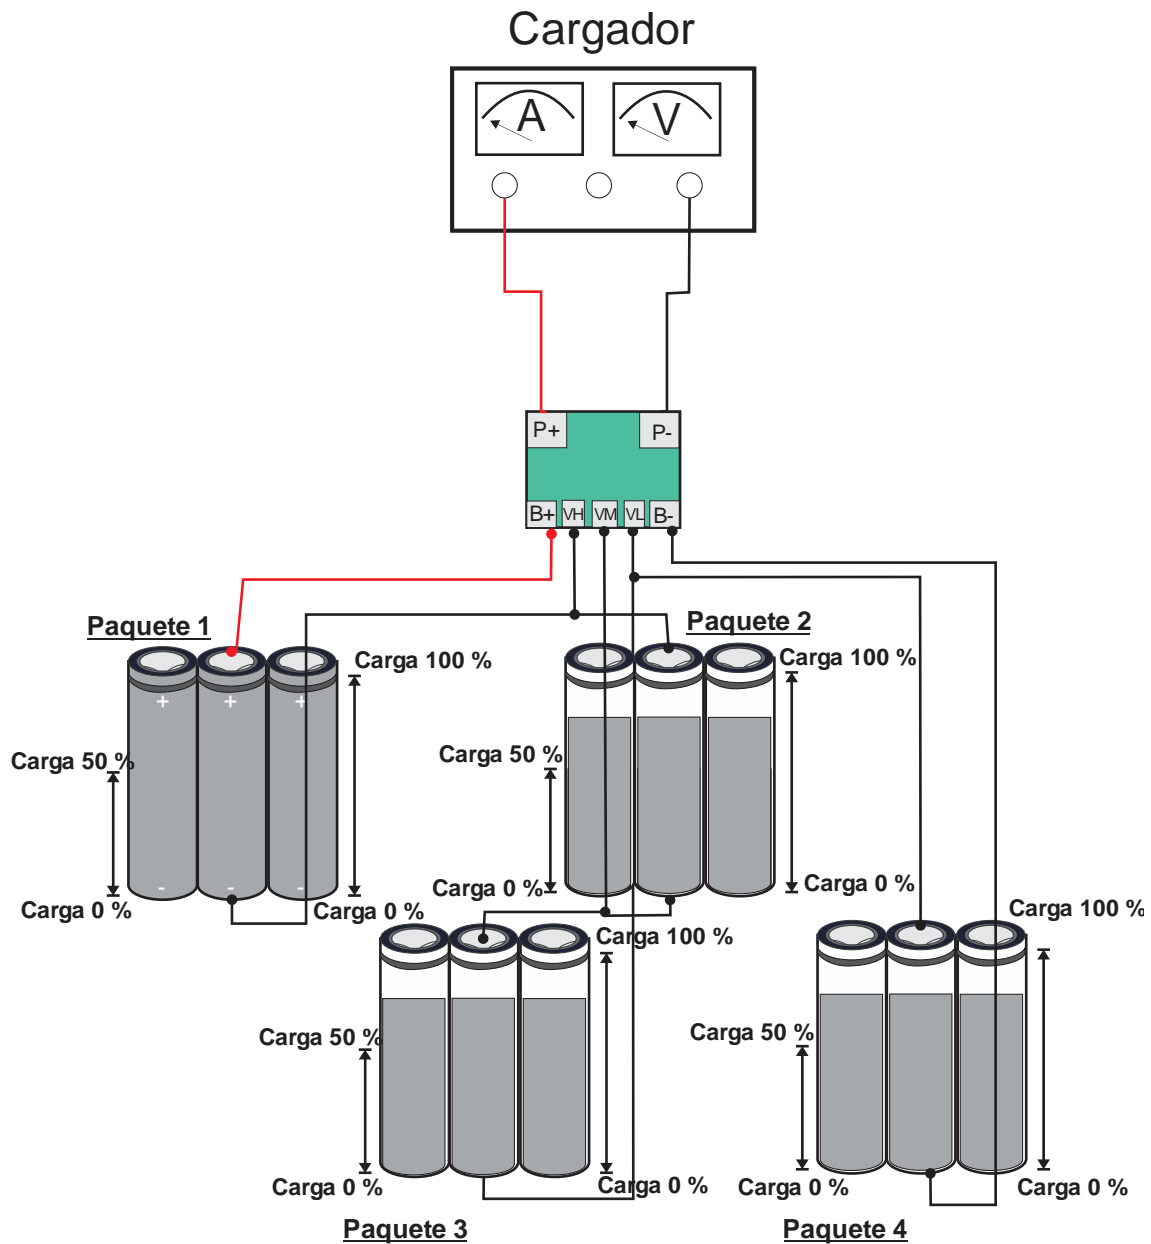 Cargador
A V
P+ P-
B+ VH VM VL B-
Paquete 1
Paquete 2
Carga 100 %
Carga 100 %
+ + +
Carga 50 %
Carga 50 %
- - -
Carga 0 %
Carga 0 %
Carga 0 %
Carga 0 %
Carga 100 %
Carga 100 %
Carga 50 %
Carga 50 %
Carga 0 %
Carga 0 %
Carga 0 %
Carga 0 %
Paquete 3
Paquete 4